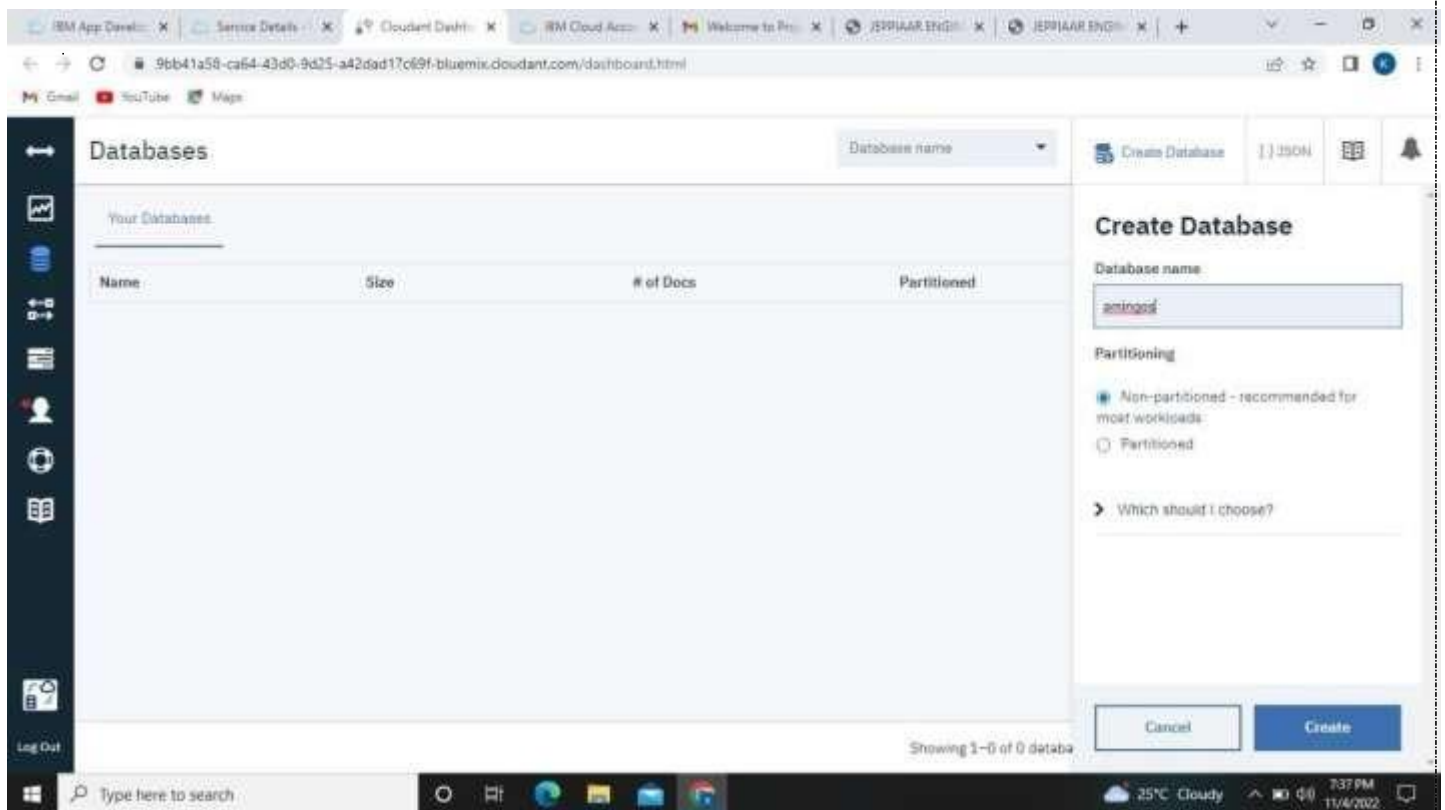 IBM App Develo
Service Details -
Cloudant Dashb
IBM Cloud Acco
Welcome to Pro
JEPPIAAR ENGI
JEPPIAAR ENGI
9bb41a58-ca64-43d0-9d25-a42dad17c69f-bluemix.cloudant.com/dashboard.html
Gmail YouTube Maps
Databases
Database name
Create Database
{ } JSON
Your Databases
Name Size # of Docs Partitioned
Create Database
Database name
amingos
Partitioning
Non-partitioned - recommended for
most workloads
Partitioned
Which should I choose?
Cancel Create
Log Out
Showing 1–0 of 0 databa
Type here to search
25°C Cloudy
7:37 PM
11/4/2022